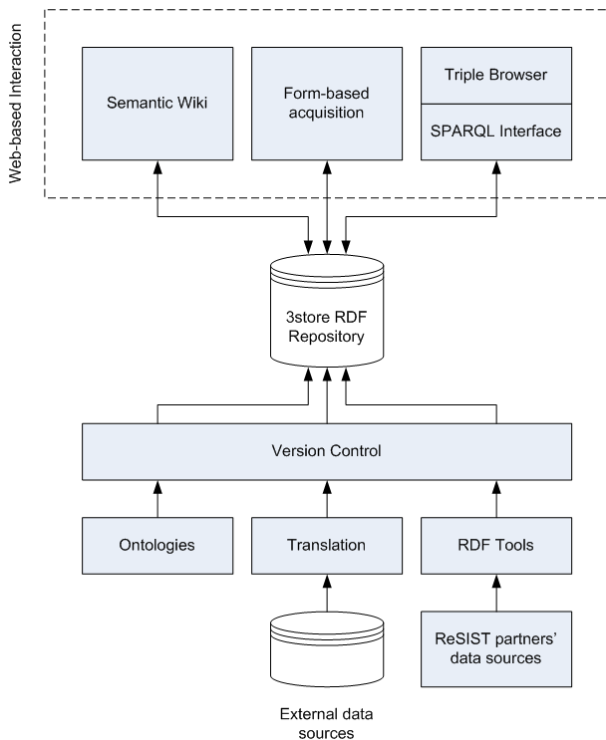 Web-based Interaction
Semantic Wiki
Form-based
acquisition
Triple Browser
SPARQL Interface
3store RDF
Repository
Version Control
Ontologies
Translation
RDF Tools
ReSIST partners'
data sources
External data
sources